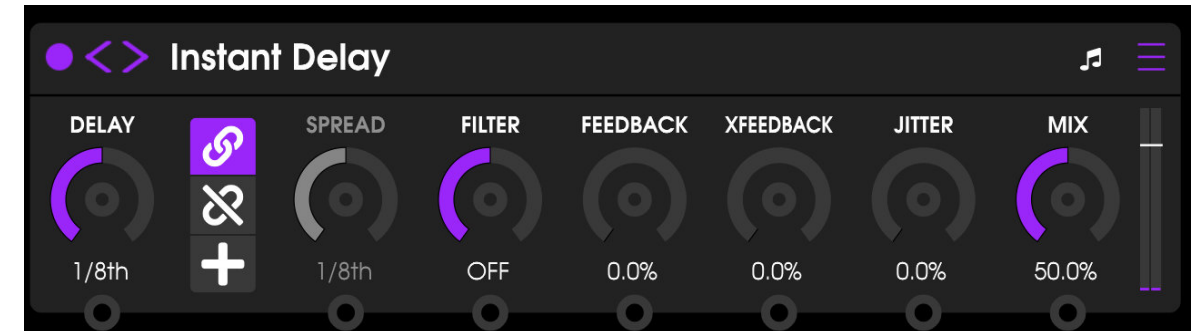 Instant Delay
DELAY SPREAD FILTER FEEDBACK XFEEDBACK JITTER MIX
1/8th 1/8th OFF 0.0% 0.0% 0.0% 50.0%